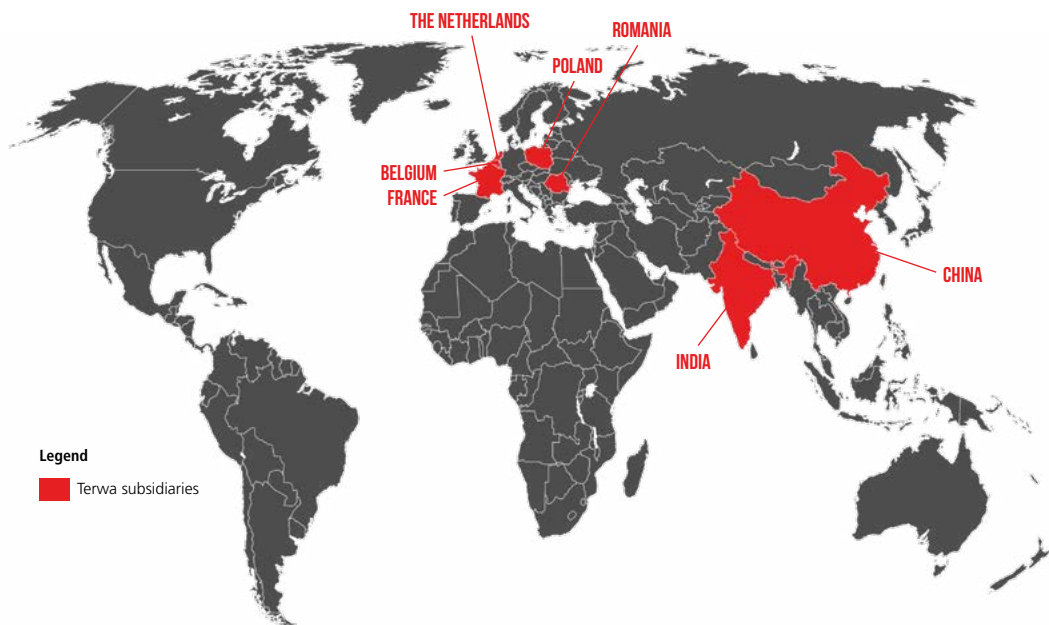 THE NETHERLANDS
ROMANIA
POLAND
BELGIUM
FRANCE
CHINA
INDIA
Legend
Terwa subsidiaries